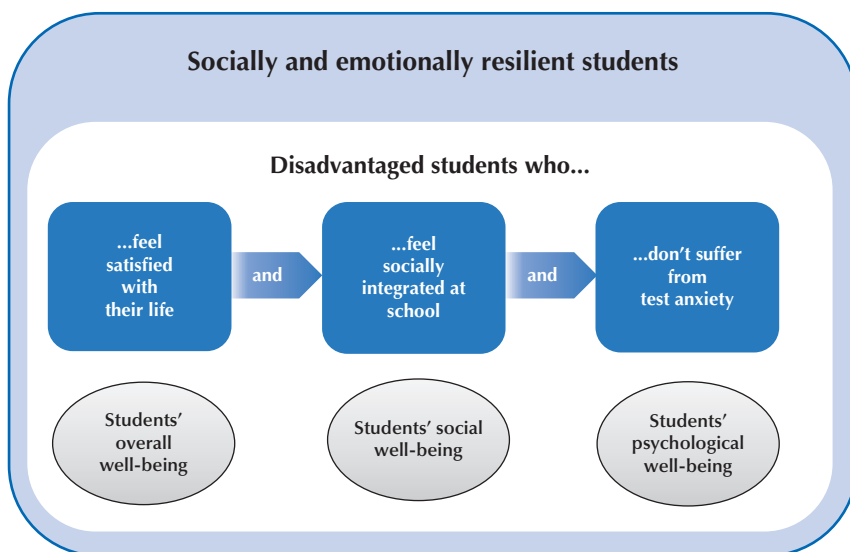 Socially and emotionally resilient students
Disadvantaged students who...
...feel
satisfied
with
their life
and
...feel
socially
integrated at
school
and
...don't suffer
from
test anxiety
Students'
overall
well-being
Students' social
well-being
Students'
psychological
well-being